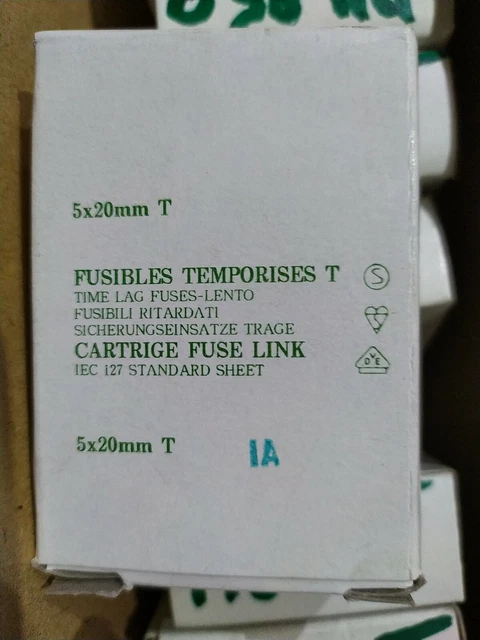 5x20mm T
FUSIBLES TEMPORISES T
S
TIME LAG FUSES-LENTO
FUSIBILI RITARDATI
SICHERUNGSEINSATZE TRAGE
CARTRIGE FUSE LINK
DVE
IEC 127 STANDARD SHEET
5x20mm T
1A